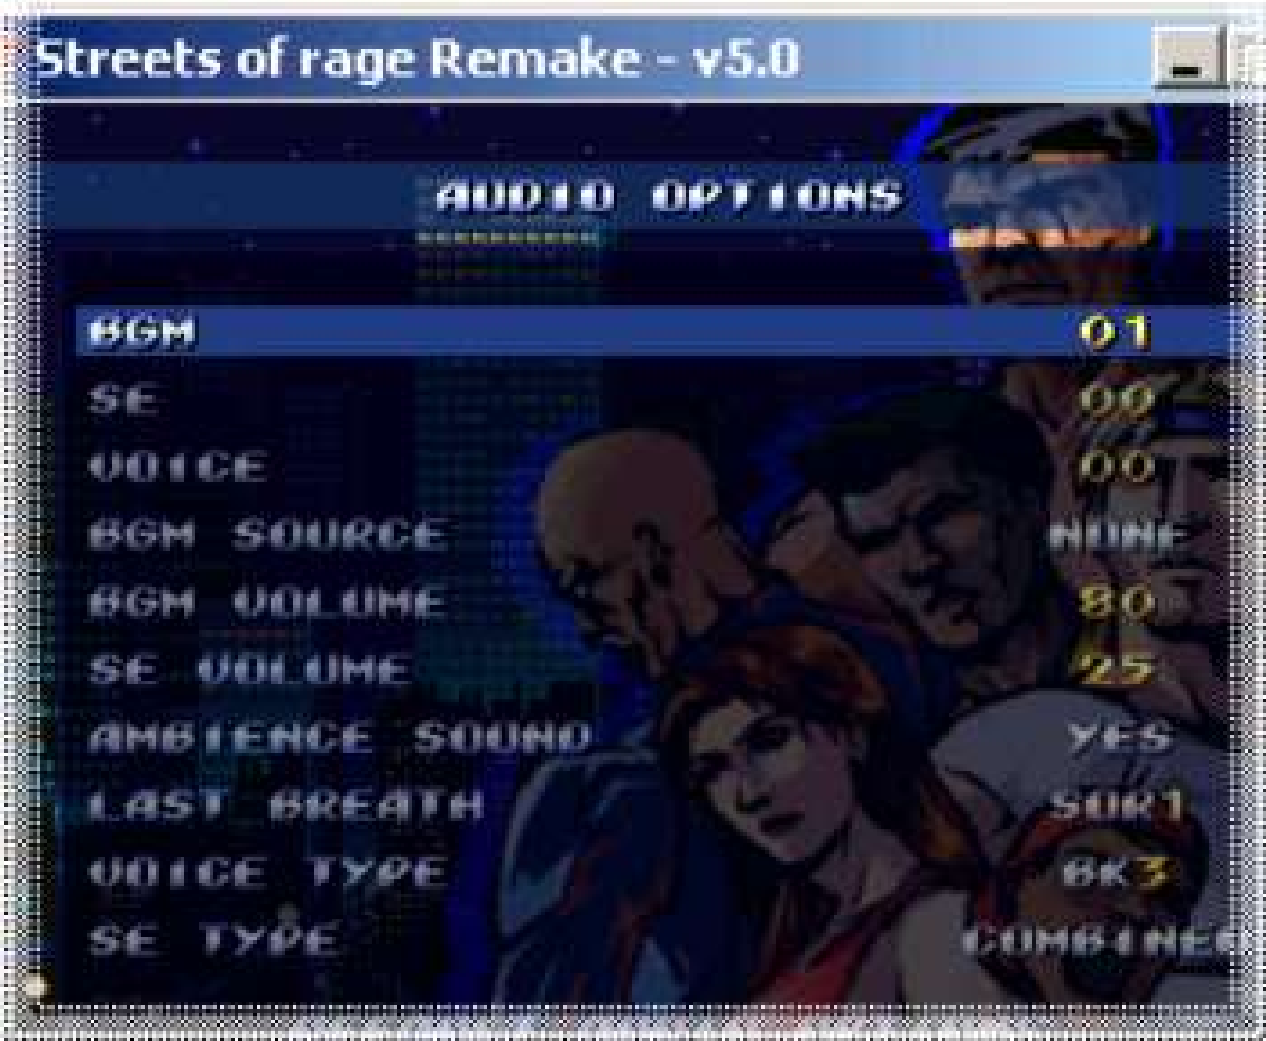 Streets of rage Remake - v5.0
AUDIO OPTIONS
BGM 01
SE 00
VOICE 00
BGM SOURCE NONE
BGM VOLUME 80
SE VOLUME 25
AMBIENCE SOUND YES
LAST BREATH SOR1
VOICE TYPE BK3
SE TYPE COMBINED